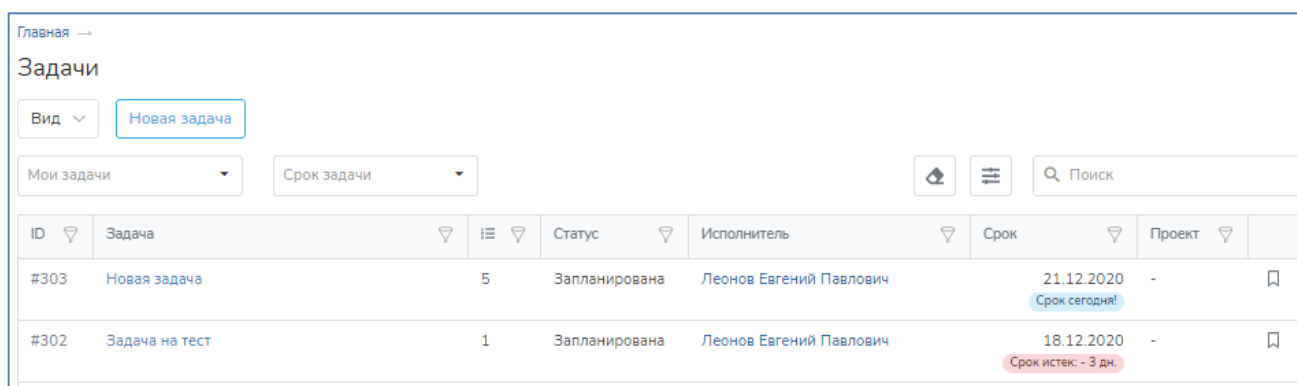 Главная →
Задачи
Вид Новая задача
Мои задачи Срок задачи Поиск
ID Задача Статус Исполнитель Срок Проект
#303 Новая задача 5 Запланирована Леонов Евгений Павлович 21.12.2020 -
Срок сегодня!
#302 Задача на тест 1 Запланирована Леонов Евгений Павлович 18.12.2020 -
Срок истек: - 3 дн.